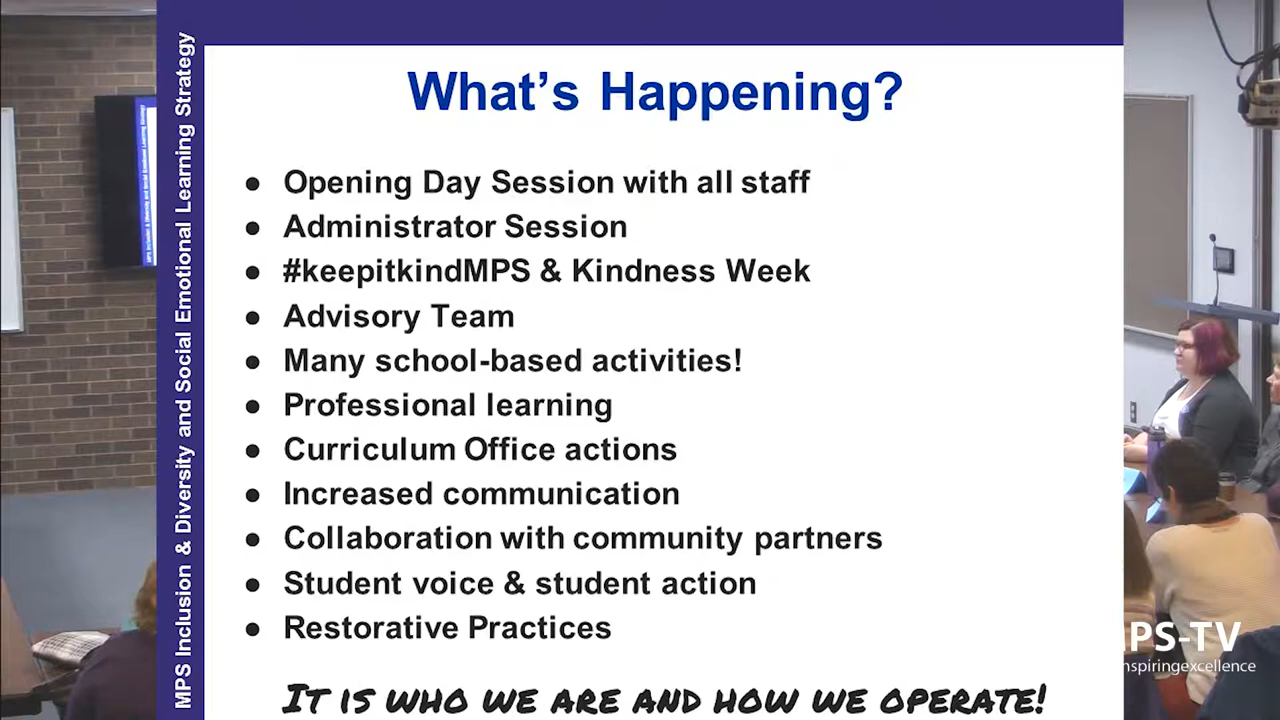 MPS Inclusion & Diversity and Social Emotional Learning Strategy
What's Happening?
● Opening Day Session with all staff
● Administrator Session
● #keepitkindMPS & Kindness Week
● Advisory Team
● Many school-based activities!
● Professional learning
● Curriculum Office actions
● Increased communication
● Collaboration with community partners
● Student voice & student action
● Restorative Practices
IT IS WHO WE ARE AND HOW WE OPERATE!
MPS-TV
inspiringexcellence